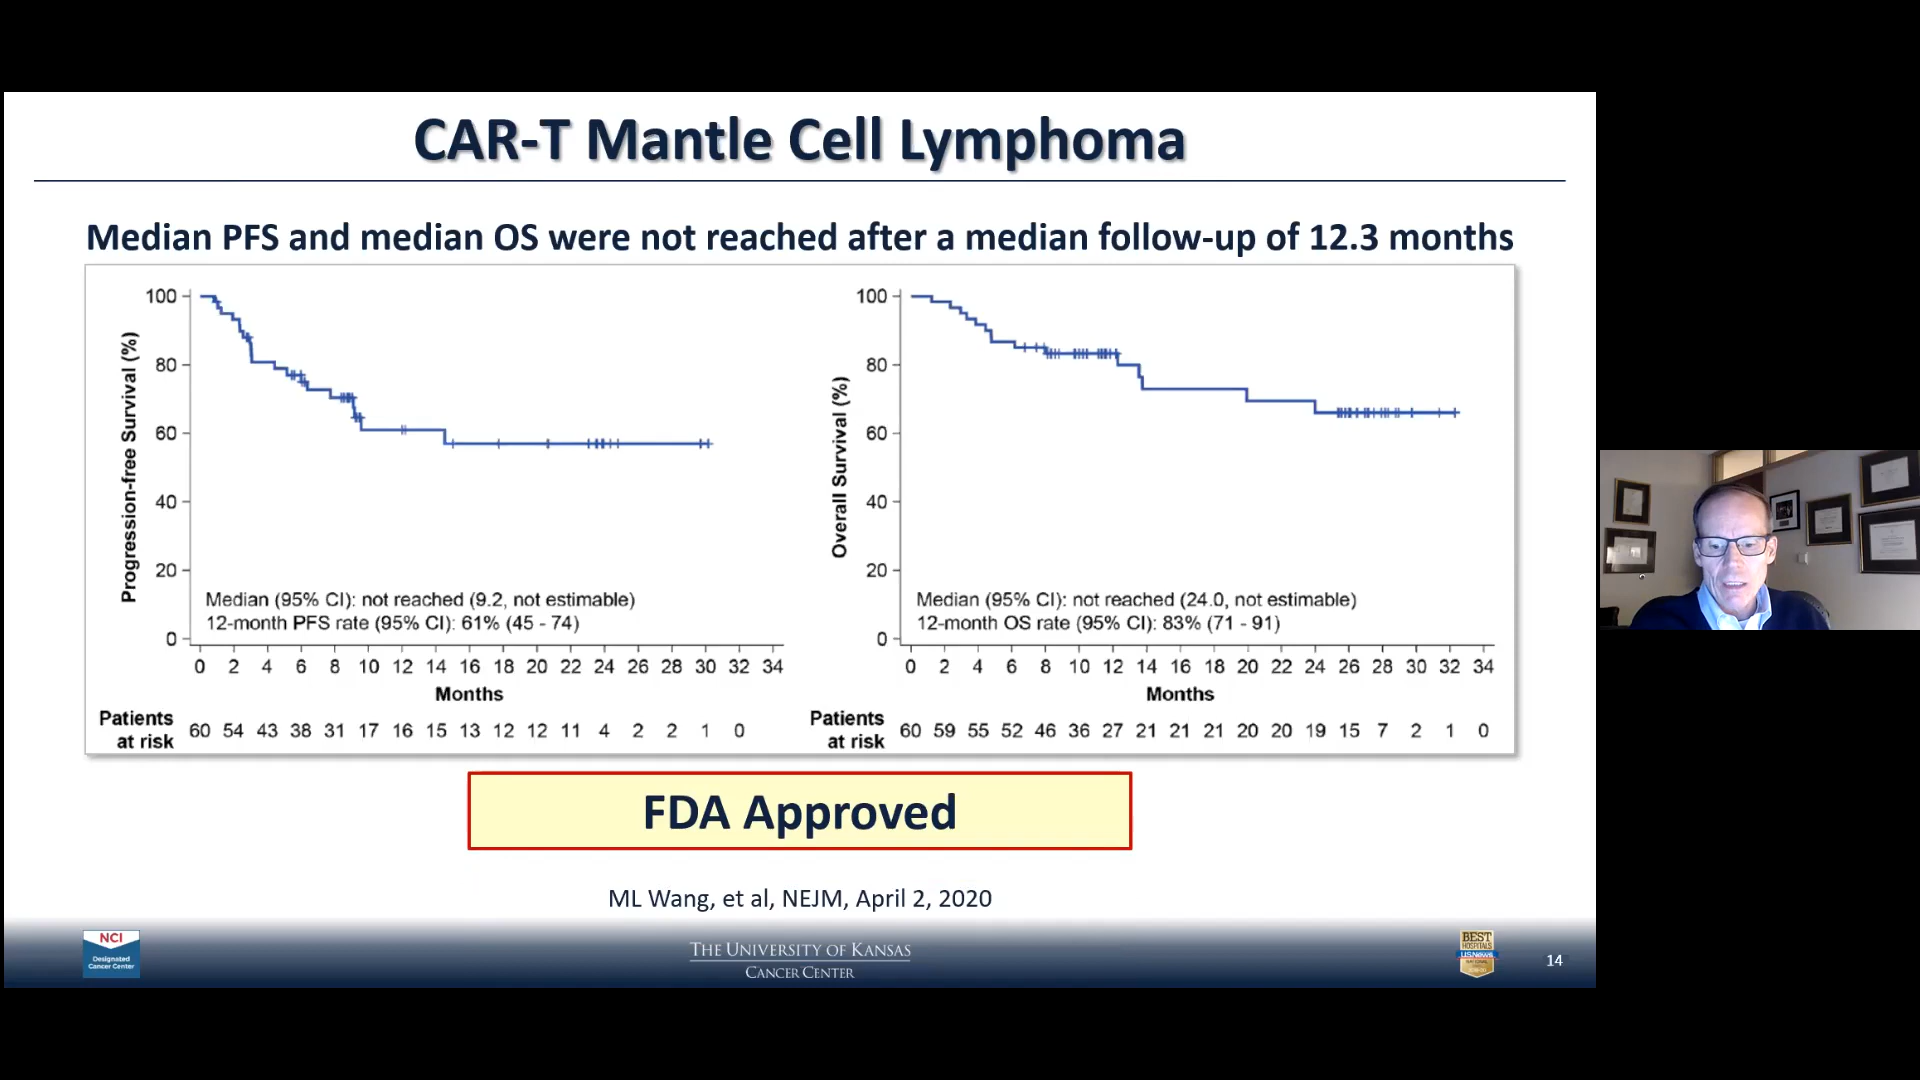 CAR-T Mantle Cell Lymphoma
Median PFS and median OS were not reached after a median follow-up of 12.3 months
Progression-free Survival (%)
100
80
60
40
20
0
Median (95% CI): not reached (9.2, not estimable)
12-month PFS rate (95% CI): 61% (45 - 74)
0 2 4 6 8 10 12 14 16 18 20 22 24 26 28 30 32 34
Months
Patients at risk
60 54 43 38 31 17 16 15 13 12 12 11 4 2 2 1 0
Overall Survival (%)
100
80
60
40
20
0
Median (95% CI): not reached (24.0, not estimable)
12-month OS rate (95% CI): 83% (71 - 91)
0 2 4 6 8 10 12 14 16 18 20 22 24 26 28 30 32 34
Months
Patients at risk
60 59 55 52 46 36 27 21 21 21 20 20 19 15 7 2 1 0
FDA Approved
ML Wang, et al, NEJM, April 2, 2020
NCI
Designated
Cancer Center
THE UNIVERSITY OF KANSAS
CANCER CENTER
BEST
HOSPITALS
U.S.News
14